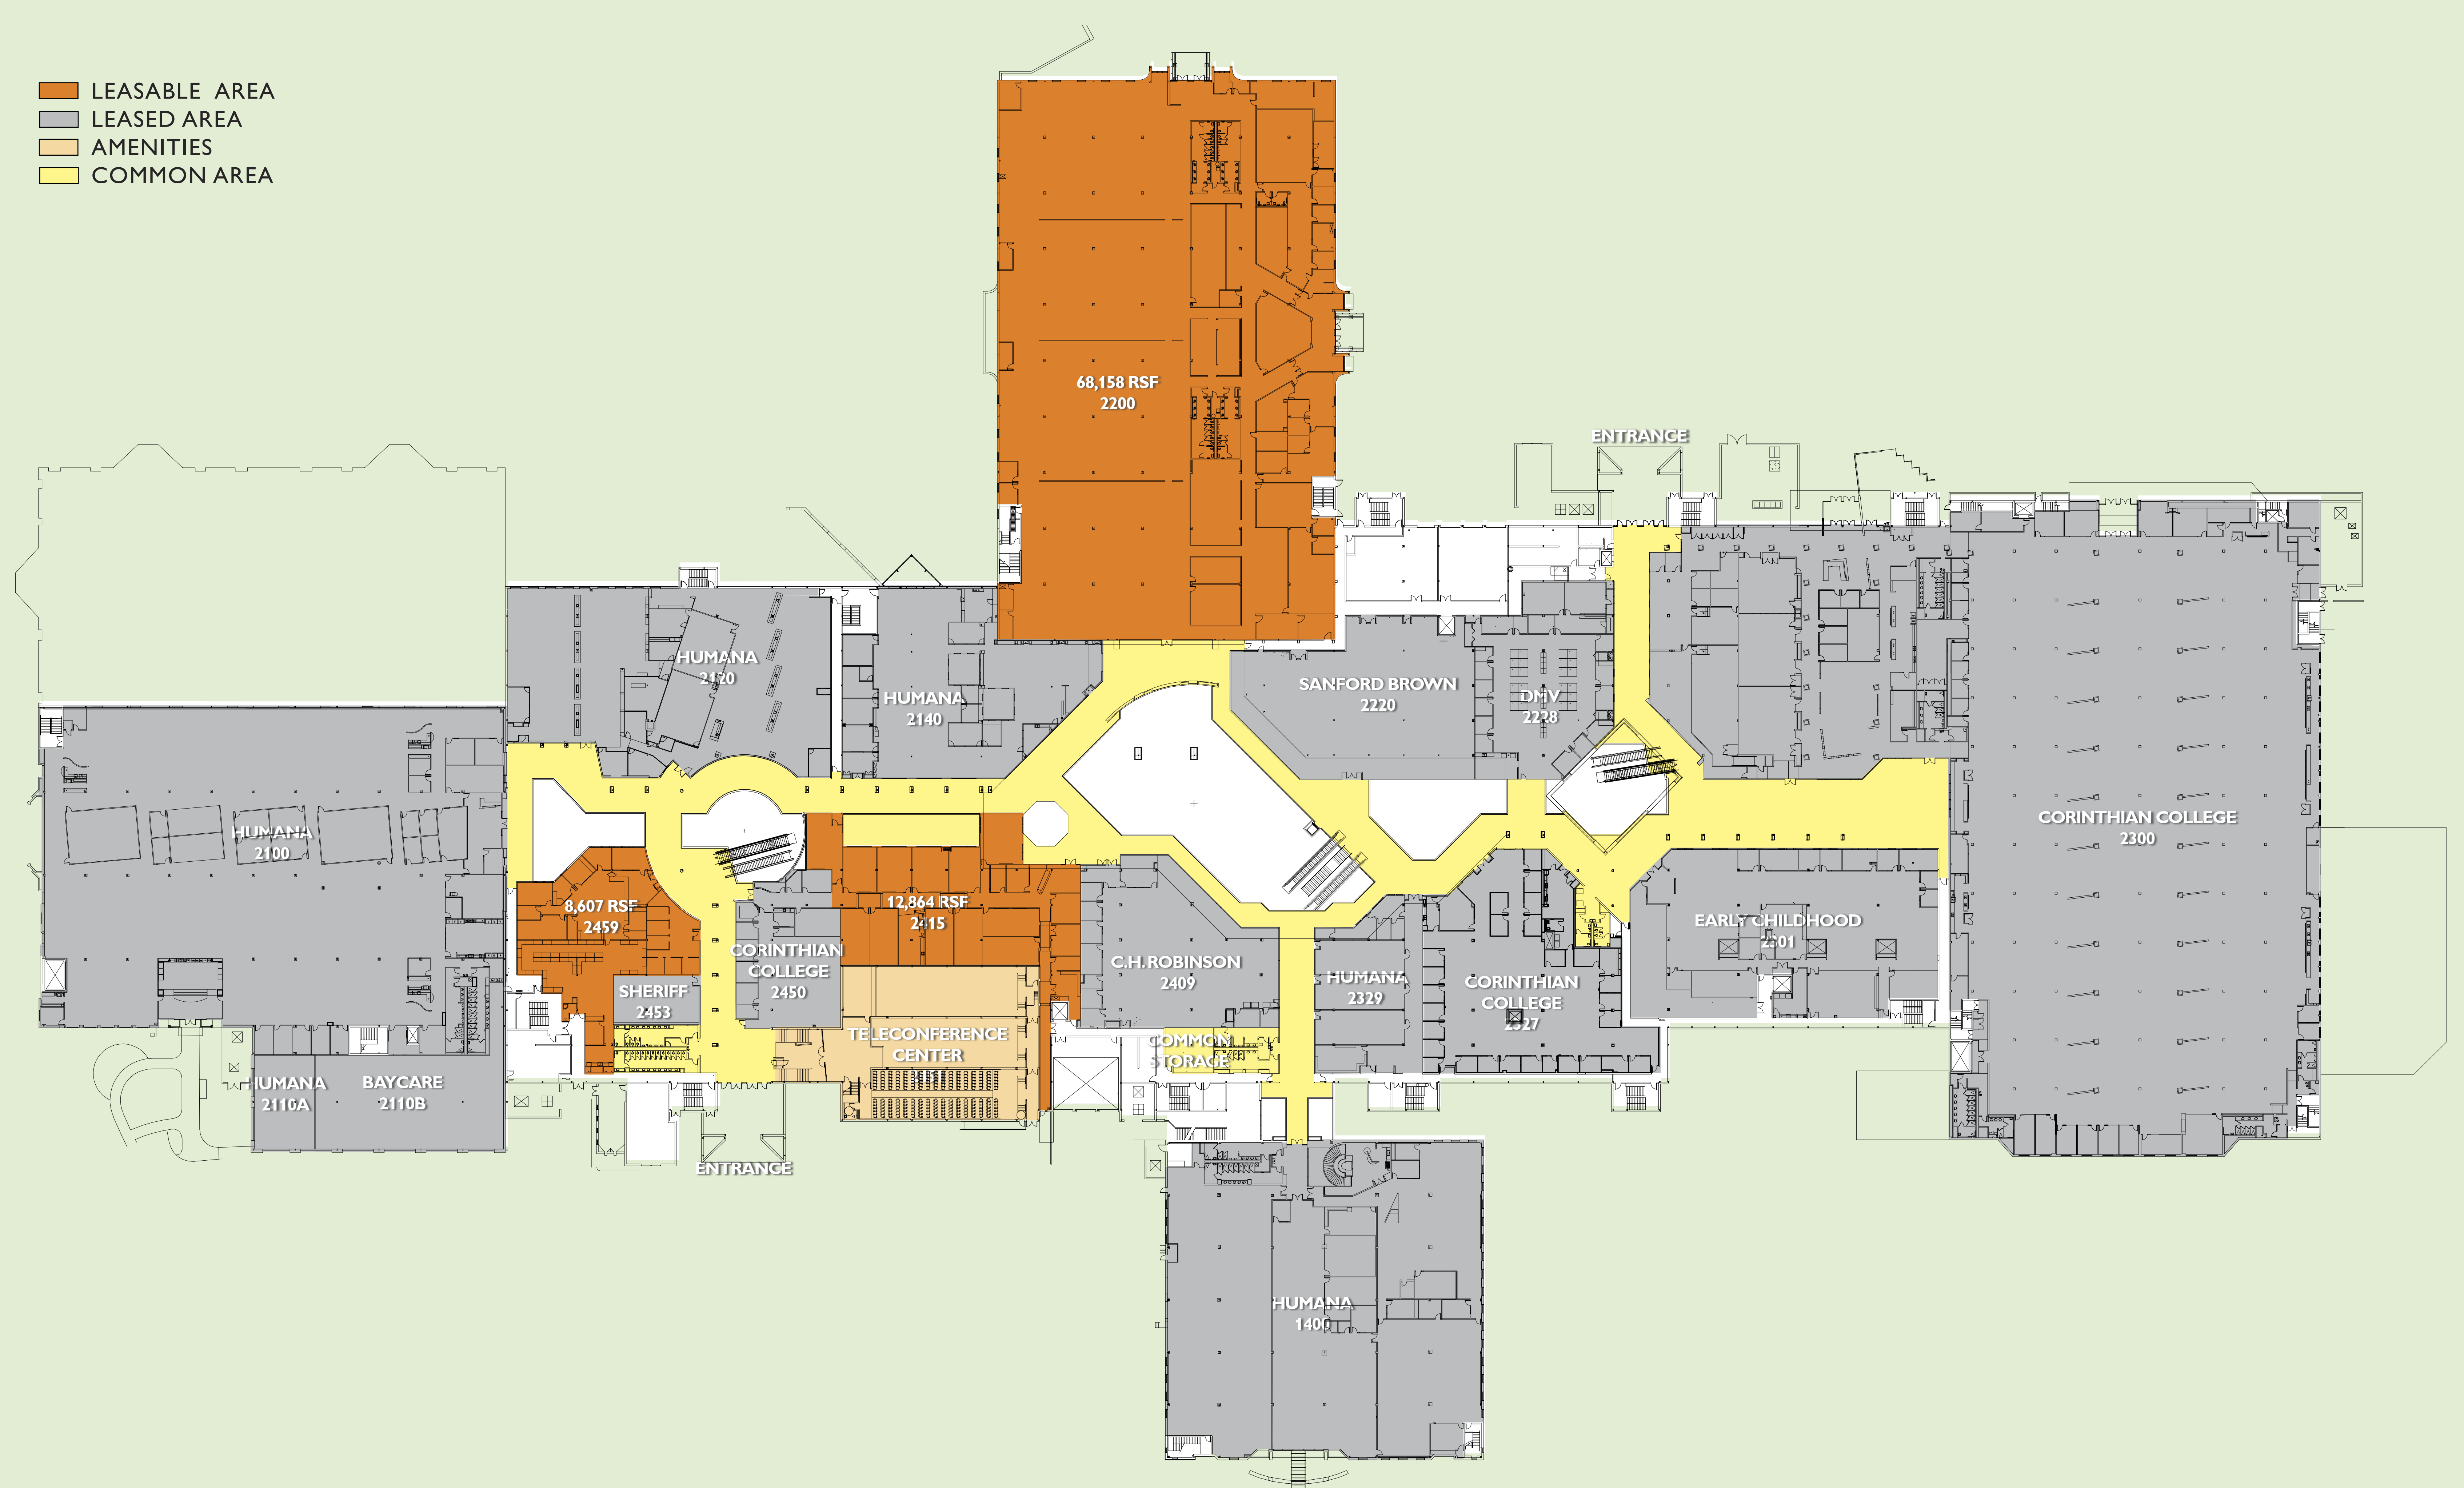 LEASABLE AREA
LEASED AREA
AMENITIES
COMMON AREA
68,158 RSF
2200
ENTRANCE
HUMANA
2120
HUMANA
2140
SANFORD BROWN
2220
DMV
2228
HUMANA
2100
CORINTHIAN COLLEGE
2300
8,607 RSF
2459
12,864 RSF
2415
EARLY CHILDHOOD
2301
CORINTHIAN
COLLEGE
2450
C.H. ROBINSON
2409
HUMANA
2329
CORINTHIAN
COLLEGE
2327
SHERIFF
2453
TELECONFERENCE
CENTER
COMMON
STORAGE
HUMANA
2110A
BAYCARE
2110B
ENTRANCE
HUMANA
1400